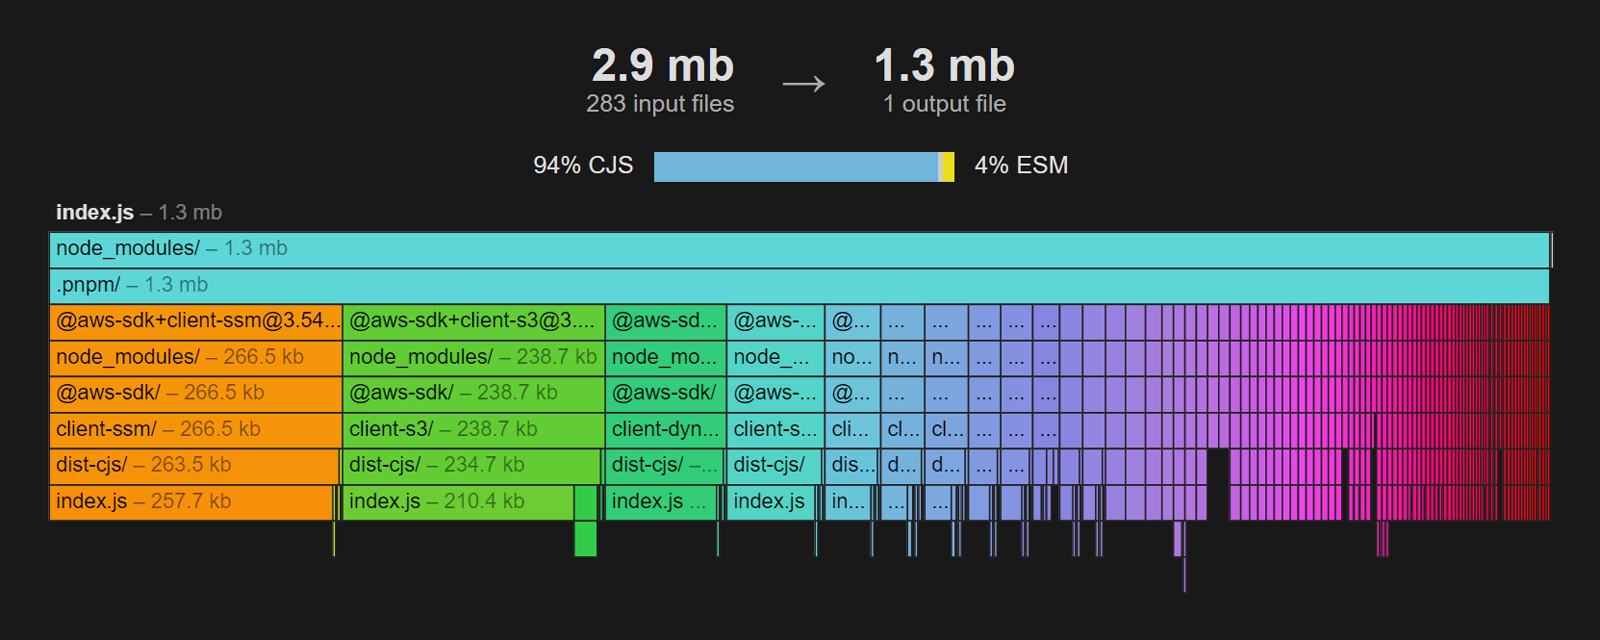 2.9 mb → 1.3 mb
283 input files 1 output file
94% CJS 4% ESM
index.js – 1.3 mb
node_modules/ – 1.3 mb
.pnpm/ – 1.3 mb
@aws-sdk+client-ssm@3.54... @aws-sdk+client-s3@3.... @aws-sd... @aws-... @... ... ... ... ... ...
node_modules/ – 266.5 kb node_modules/ – 238.7 kb node_mo... node_... no... n... n... ... ... ...
@aws-sdk/ – 266.5 kb @aws-sdk/ – 238.7 kb @aws-sdk/ @aws-... @... ... ... ... ... ...
client-ssm/ – 266.5 kb client-s3/ – 238.7 kb client-dyn... client-s... cli... cl... cl... ... ... ...
dist-cjs/ – 263.5 kb dist-cjs/ – 234.7 kb dist-cjs/ –... dist-cjs/ dis... d... d... ... ...
index.js – 257.7 kb index.js – 210.4 kb index.js ... index.js in... ... ...